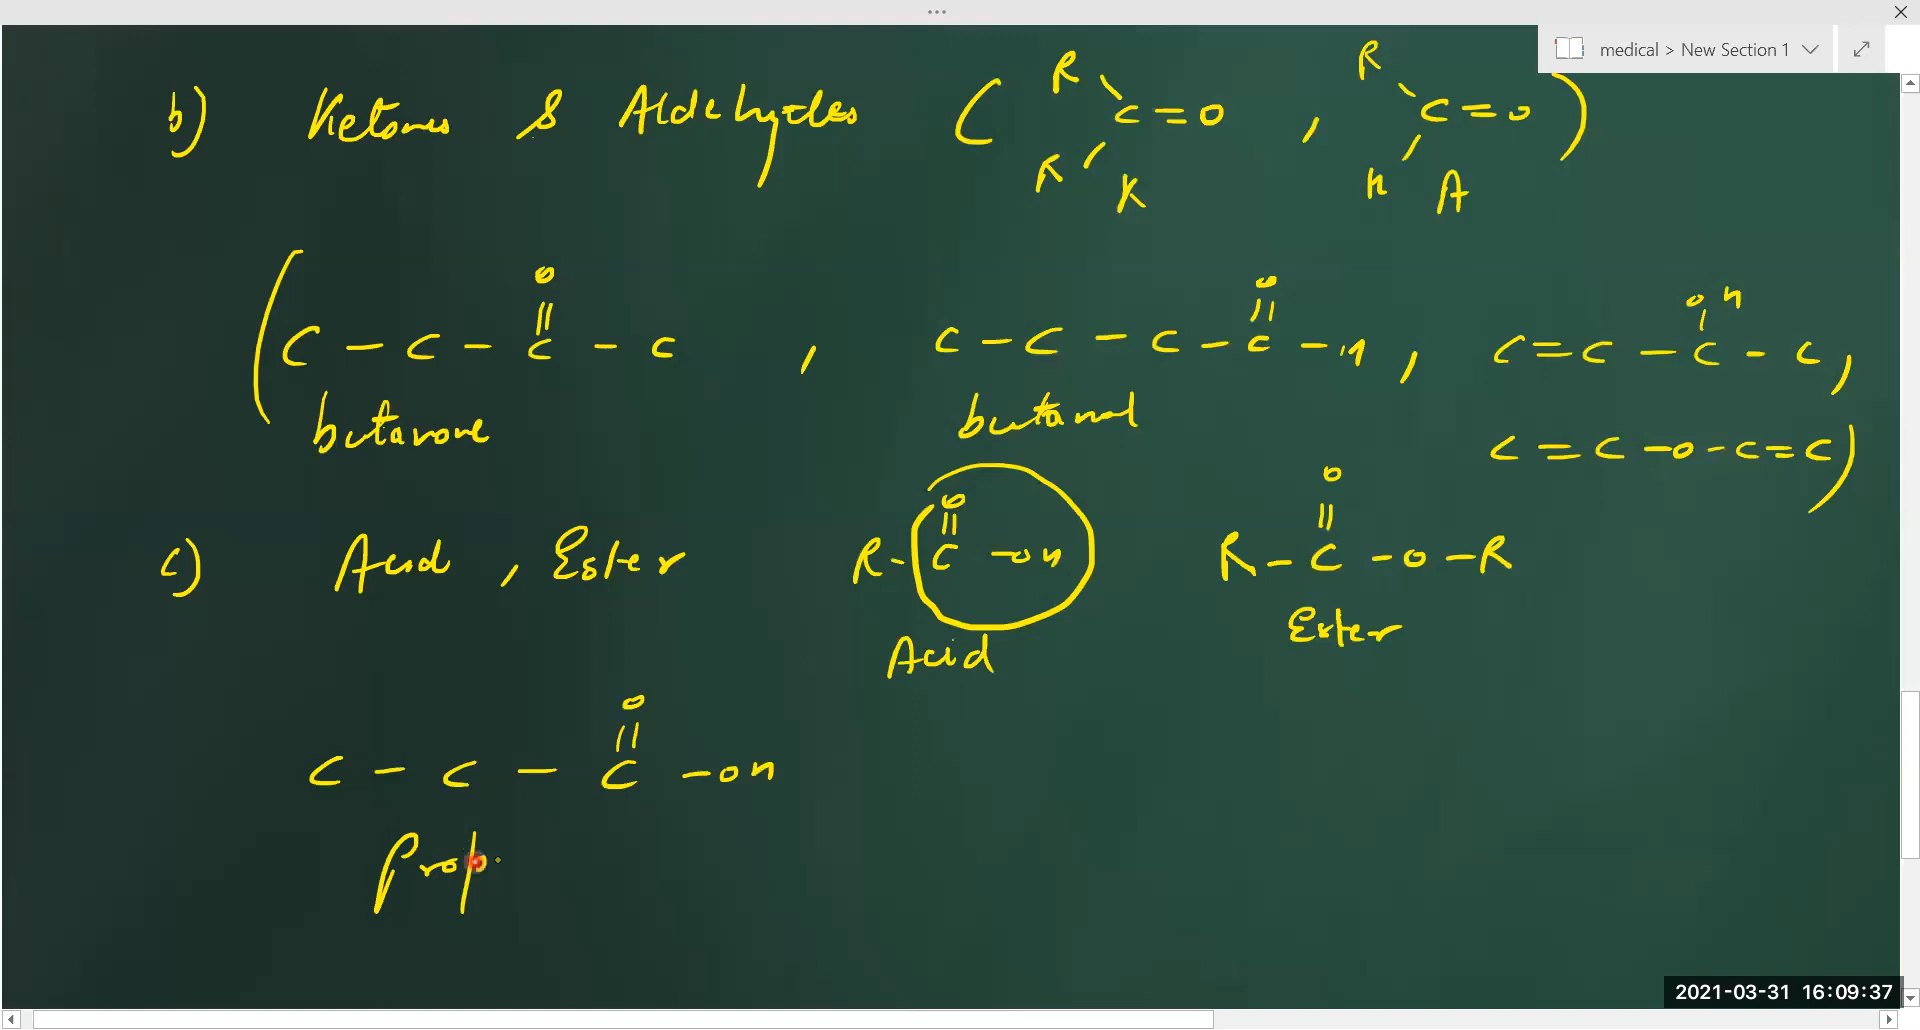 medical > New Section 1
b) Ketones & Aldehydes ( R R C=O K , R H C=O A )
( C - C - C - C , C - C - C - C - H , C=C - C - C ,
O O OH
butanone butanal C=C-O-C=C )
c) Acid , Ester R - C - OH R - C - O - R
O O
Acid Ester
O
C - C - C - OH
Prop
2021-03-31 16:09:37